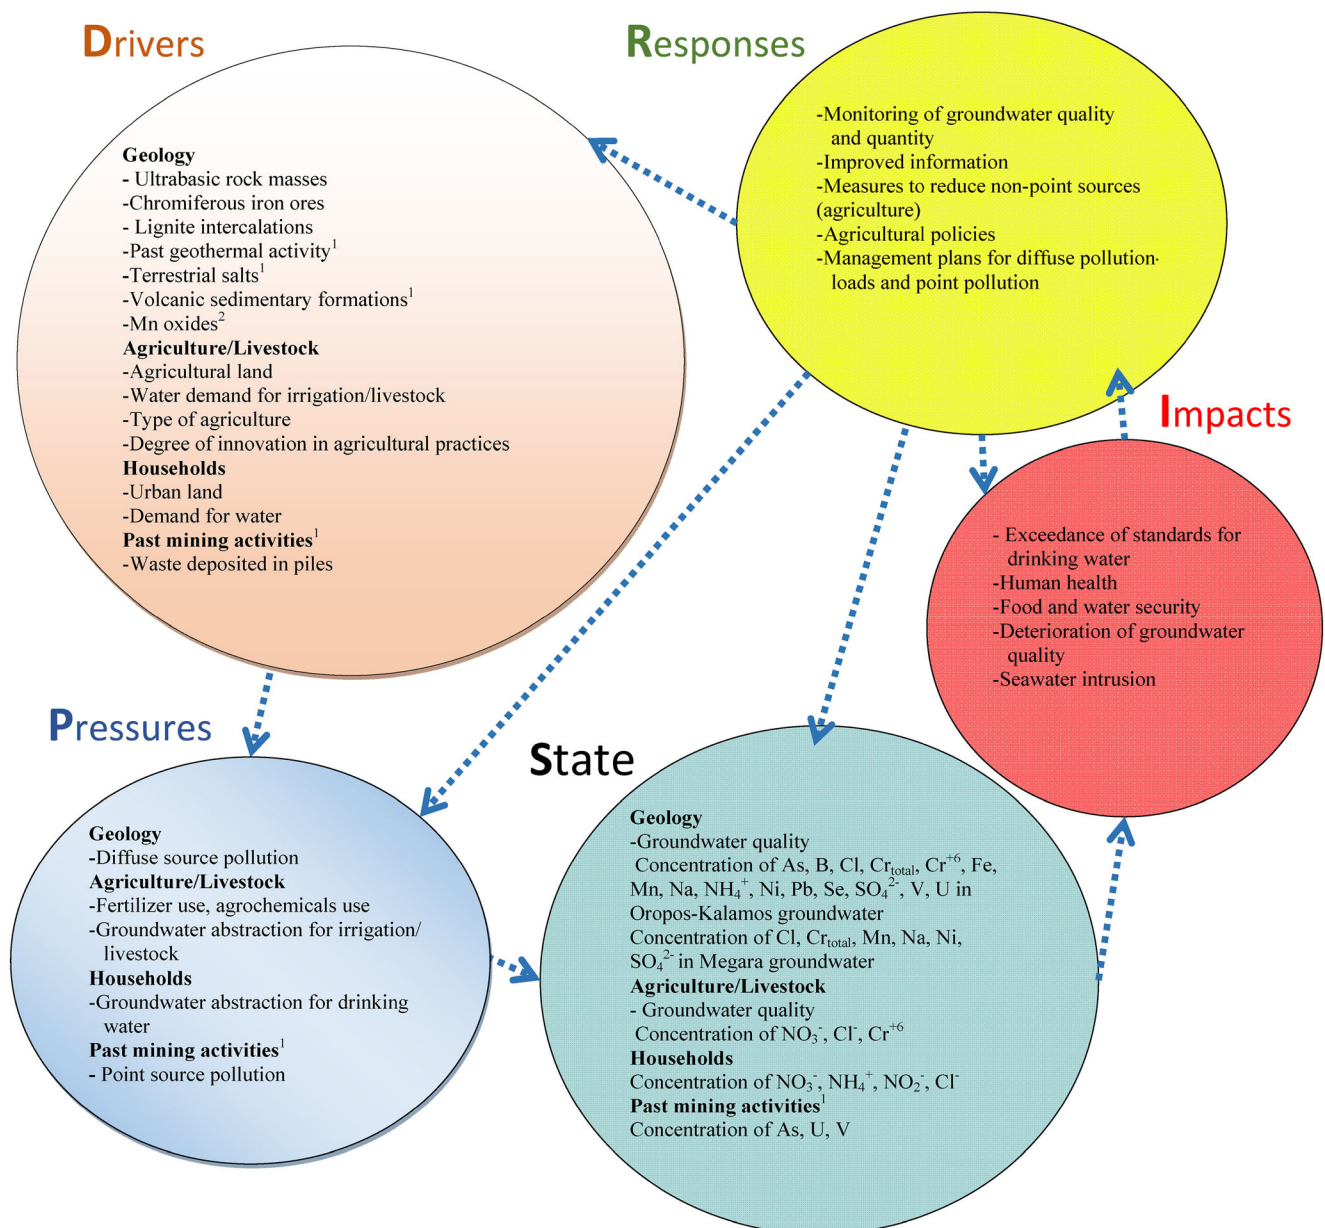 Drivers
Geology
- Ultrabasic rock masses
-Chromiferous iron ores
- Lignite intercalations
-Past geothermal activity¹
-Terrestrial salts¹
-Volcanic sedimentary formations¹
-Mn oxides²
Agriculture/Livestock
-Agricultural land
-Water demand for irrigation/livestock
-Type of agriculture
-Degree of innovation in agricultural practices
Households
-Urban land
-Demand for water
Past mining activities¹
-Waste deposited in piles
Responses
-Monitoring of groundwater quality
and quantity
-Improved information
-Measures to reduce non-point sources
(agriculture)
-Agricultural policies
-Management plans for diffuse pollution-
loads and point pollution
Impacts
- Exceedance of standards for
drinking water
-Human health
-Food and water security
-Deterioration of groundwater
quality
-Seawater intrusion
Pressures
Geology
-Diffuse source pollution
Agriculture/Livestock
-Fertilizer use, agrochemicals use
-Groundwater abstraction for irrigation/
livestock
Households
-Groundwater abstraction for drinking
water
Past mining activities¹
- Point source pollution
State
Geology
-Groundwater quality
Concentration of As, B, Cl, Cr_total, Cr⁺⁶, Fe,
Mn, Na, NH₄⁺, Ni, Pb, Se, SO₄²⁻, V, U in
Oropos-Kalamos groundwater
Concentration of Cl, Cr_total, Mn, Na, Ni,
SO₄²⁻ in Megara groundwater
Agriculture/Livestock
- Groundwater quality
Concentration of NO₃⁻, Cl⁻, Cr⁺⁶
Households
Concentration of NO₃⁻, NH₄⁺, NO₂⁻, Cl⁻
Past mining activities¹
Concentration of As, U, V